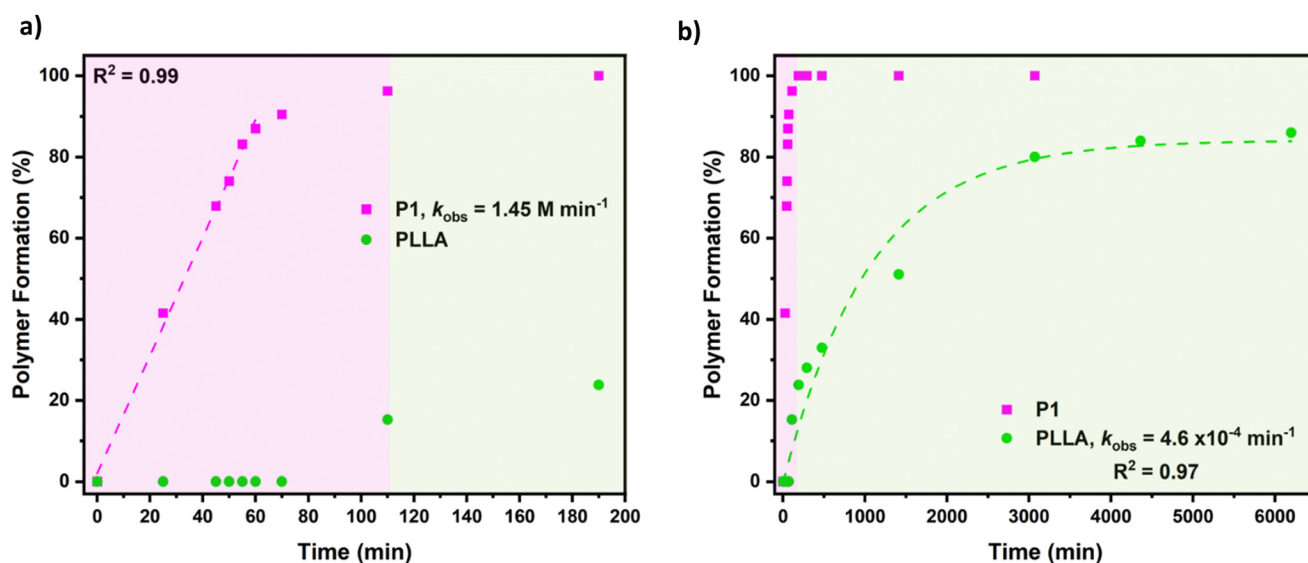 a)
R² = 0.99
100
80
60
40
20
0
Polymer Formation (%)
P1, kobs = 1.45 M min⁻¹
PLLA
0 20 40 60 80 100 120 140 160 180 200
Time (min)
b)
100
80
60
40
20
0
Polymer Formation (%)
P1
PLLA, kobs = 4.6 x10⁻⁴ min⁻¹
R² = 0.97
0 1000 2000 3000 4000 5000 6000
Time (min)